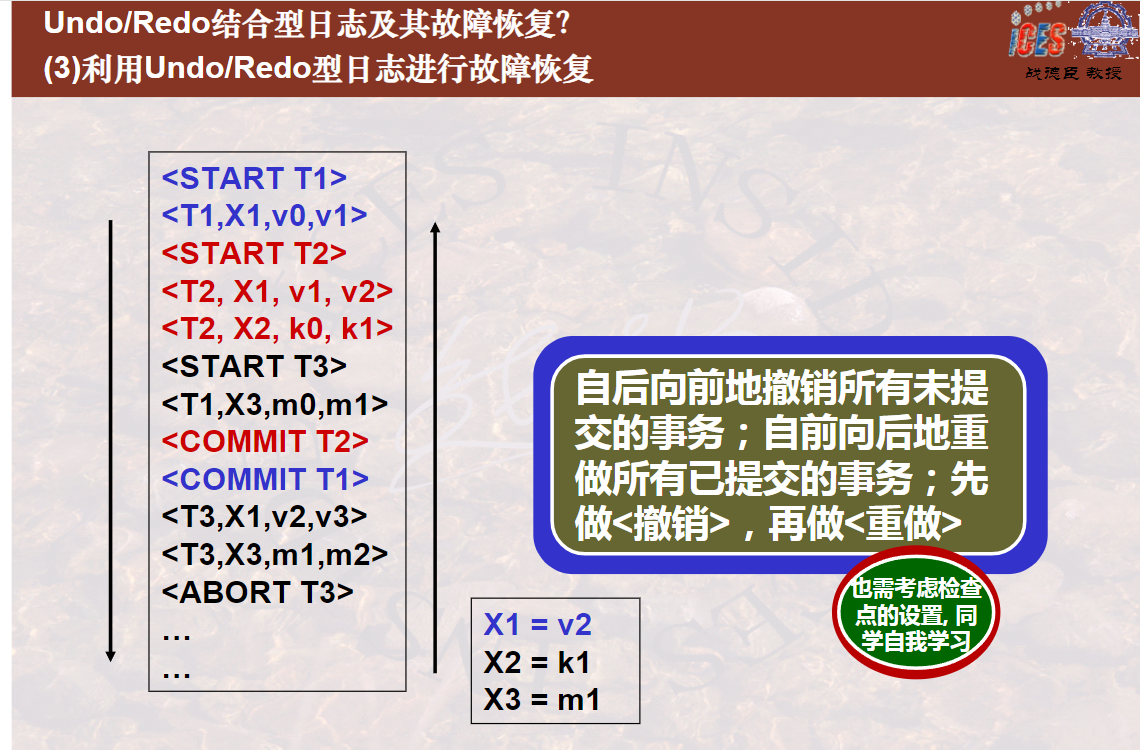 Undo/Redo结合型日志及其故障恢复？
(3)利用Undo/Redo型日志进行故障恢复
iCES
战德臣 教授
<START T1>
<T1,X1,v0,v1>
<START T2>
<T2, X1, v1, v2>
<T2, X2, k0, k1>
<START T3>
<T1,X3,m0,m1>
<COMMIT T2>
<COMMIT T1>
<T3,X1,v2,v3>
<T3,X3,m1,m2>
<ABORT T3>
…
…
自后向前地撤销所有未提
交的事务；自前向后地重
做所有已提交的事务；先
做<撤销>，再做<重做>
也需考虑检查
点的设置, 同
学自我学习
X1 = v2
X2 = k1
X3 = m1